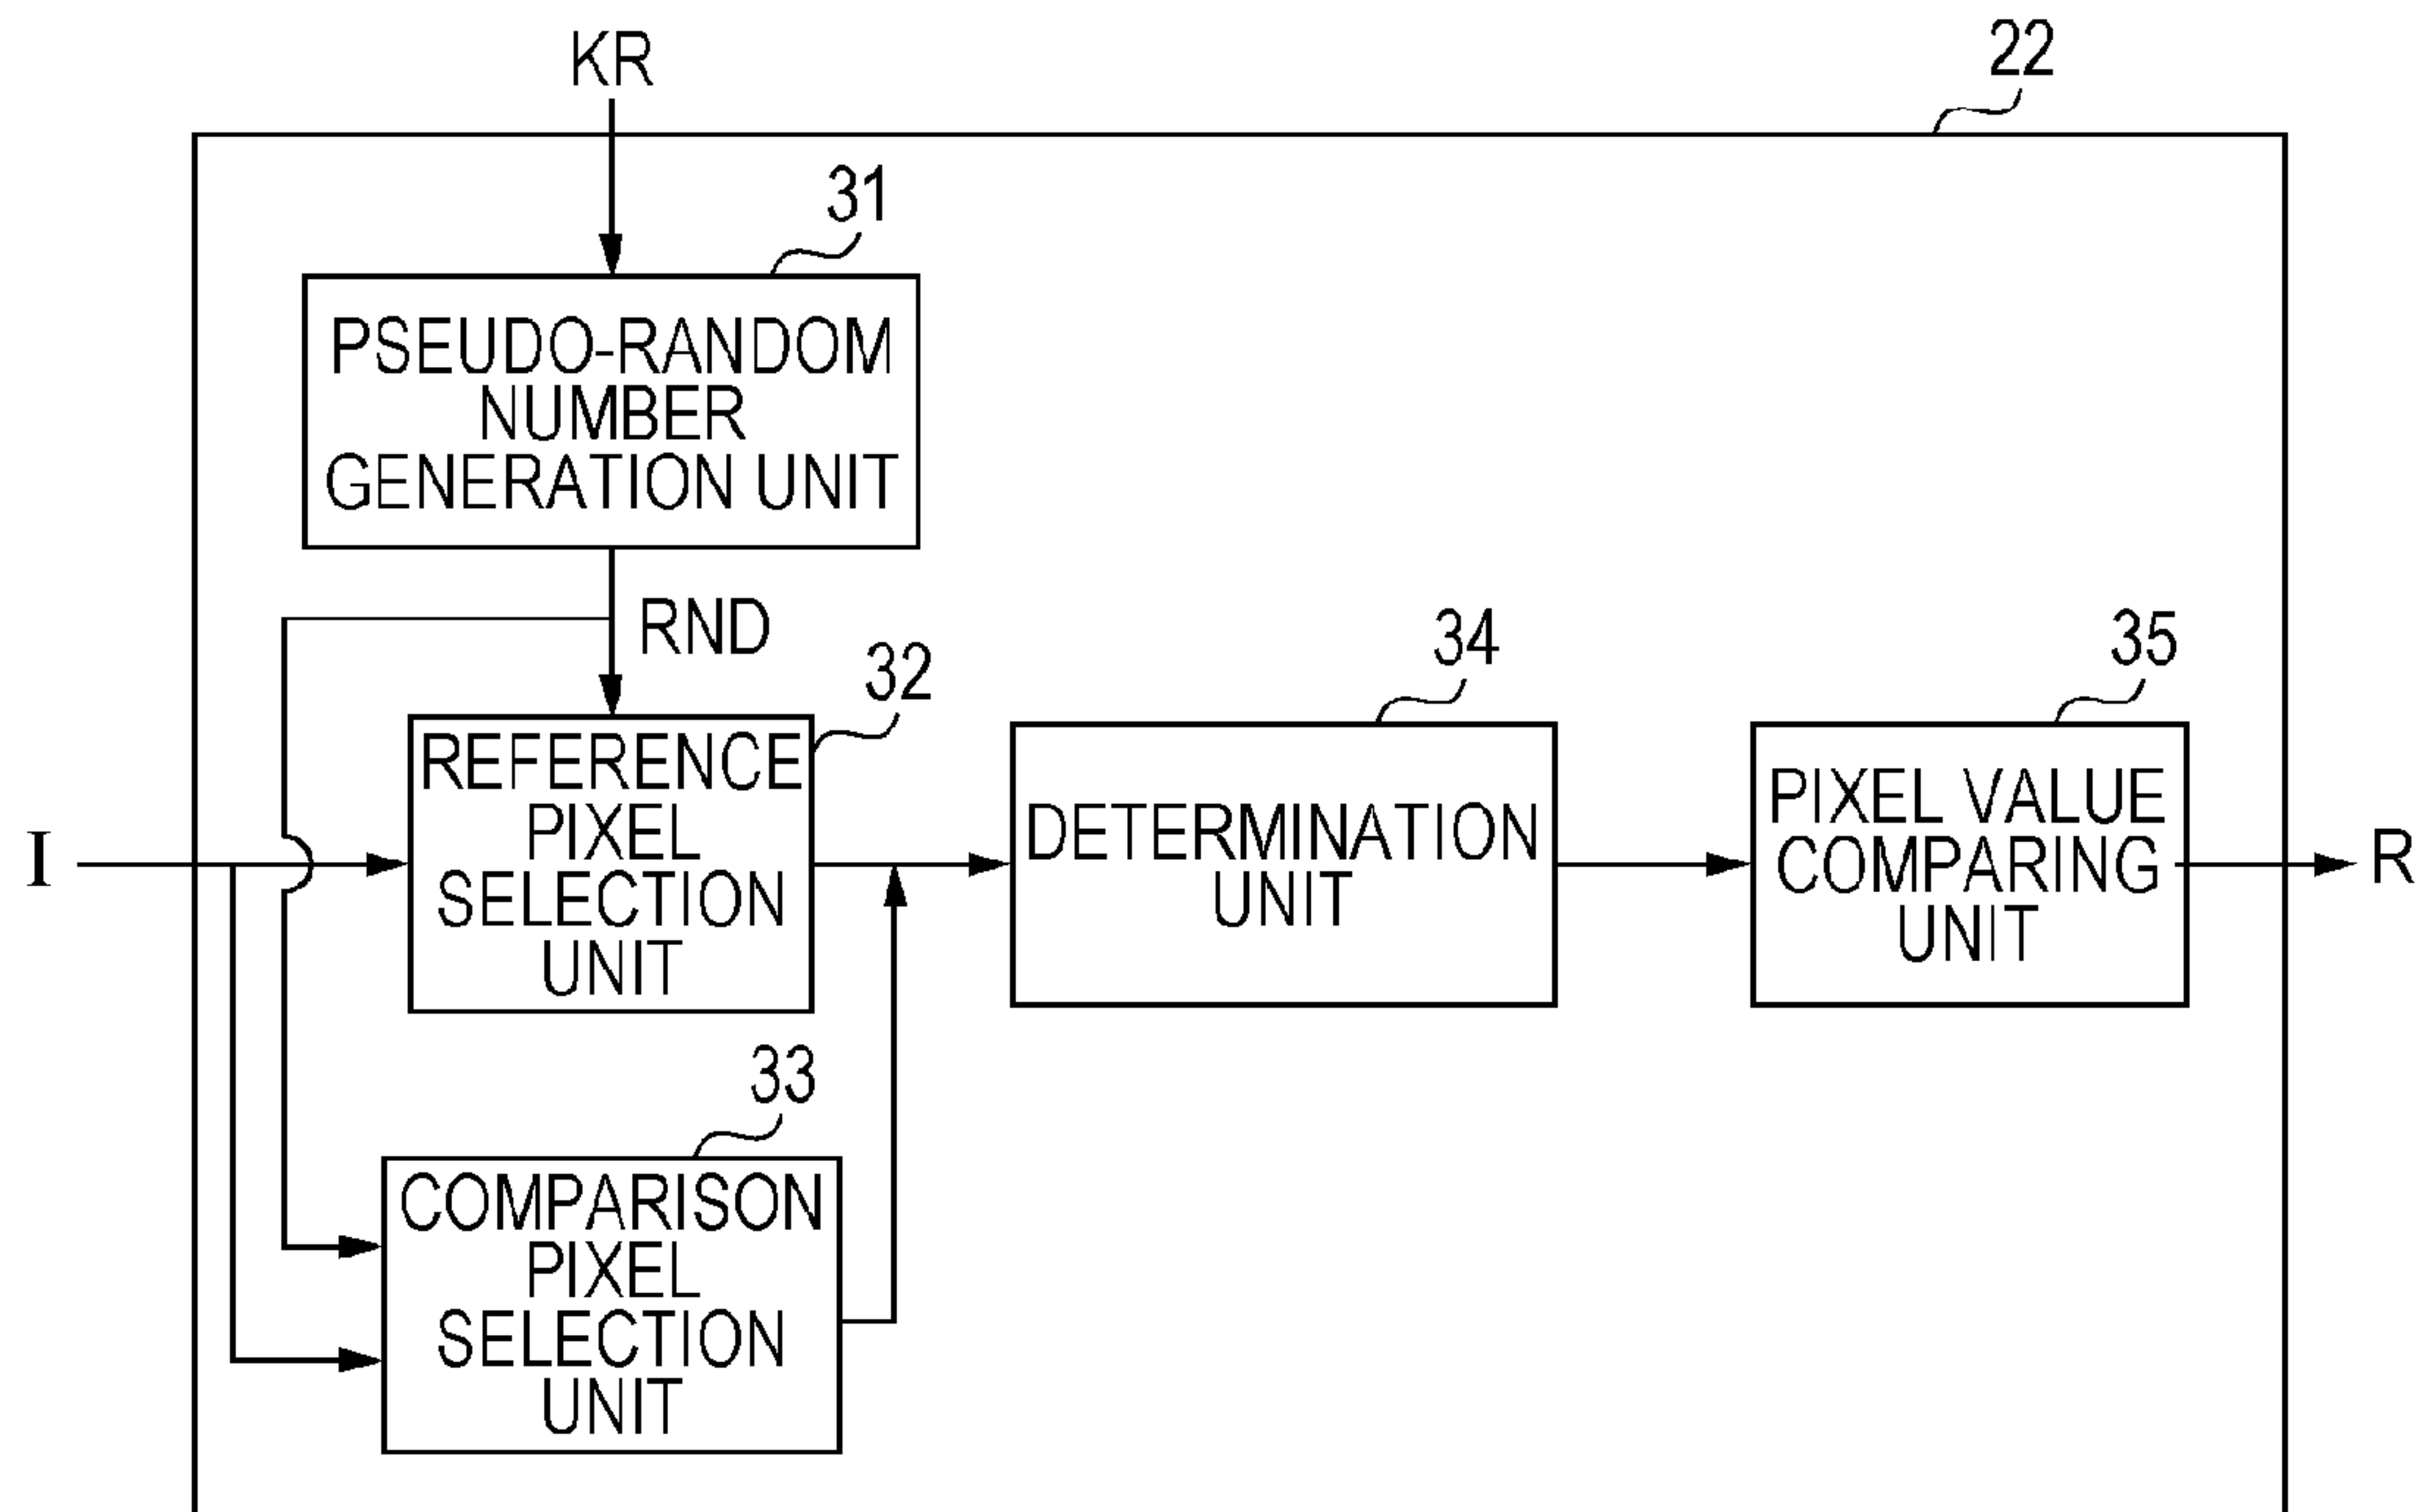 KR
22
31
PSEUDO-RANDOM
NUMBER
GENERATION UNIT
RND
32
REFERENCE
PIXEL
SELECTION
UNIT
I
34
DETERMINATION
UNIT
35
PIXEL VALUE
COMPARING
UNIT
R
33
COMPARISON
PIXEL
SELECTION
UNIT